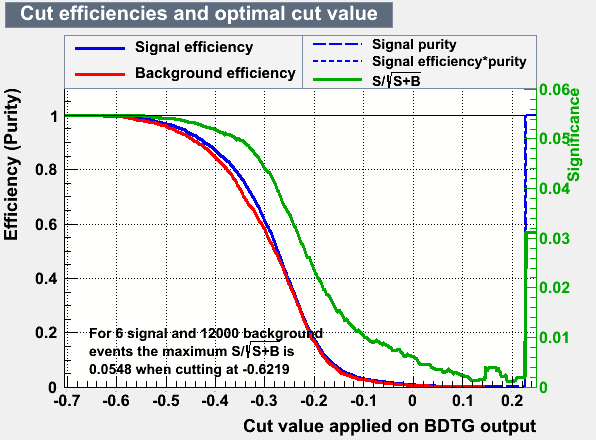 Cut efficiencies and optimal cut value
Signal efficiency
Background efficiency
Signal purity
Signal efficiency*purity
S/√S+B
Efficiency (Purity)
1
0.8
0.6
0.4
0.2
0
0.06
0.05
0.04
0.03
0.02
0.01
0
Significance
For 6 signal and 12000 background
events the maximum S/√S+B is
0.0548 when cutting at -0.6219
-0.7 -0.6 -0.5 -0.4 -0.3 -0.2 -0.1 0 0.1 0.2
Cut value applied on BDTG output